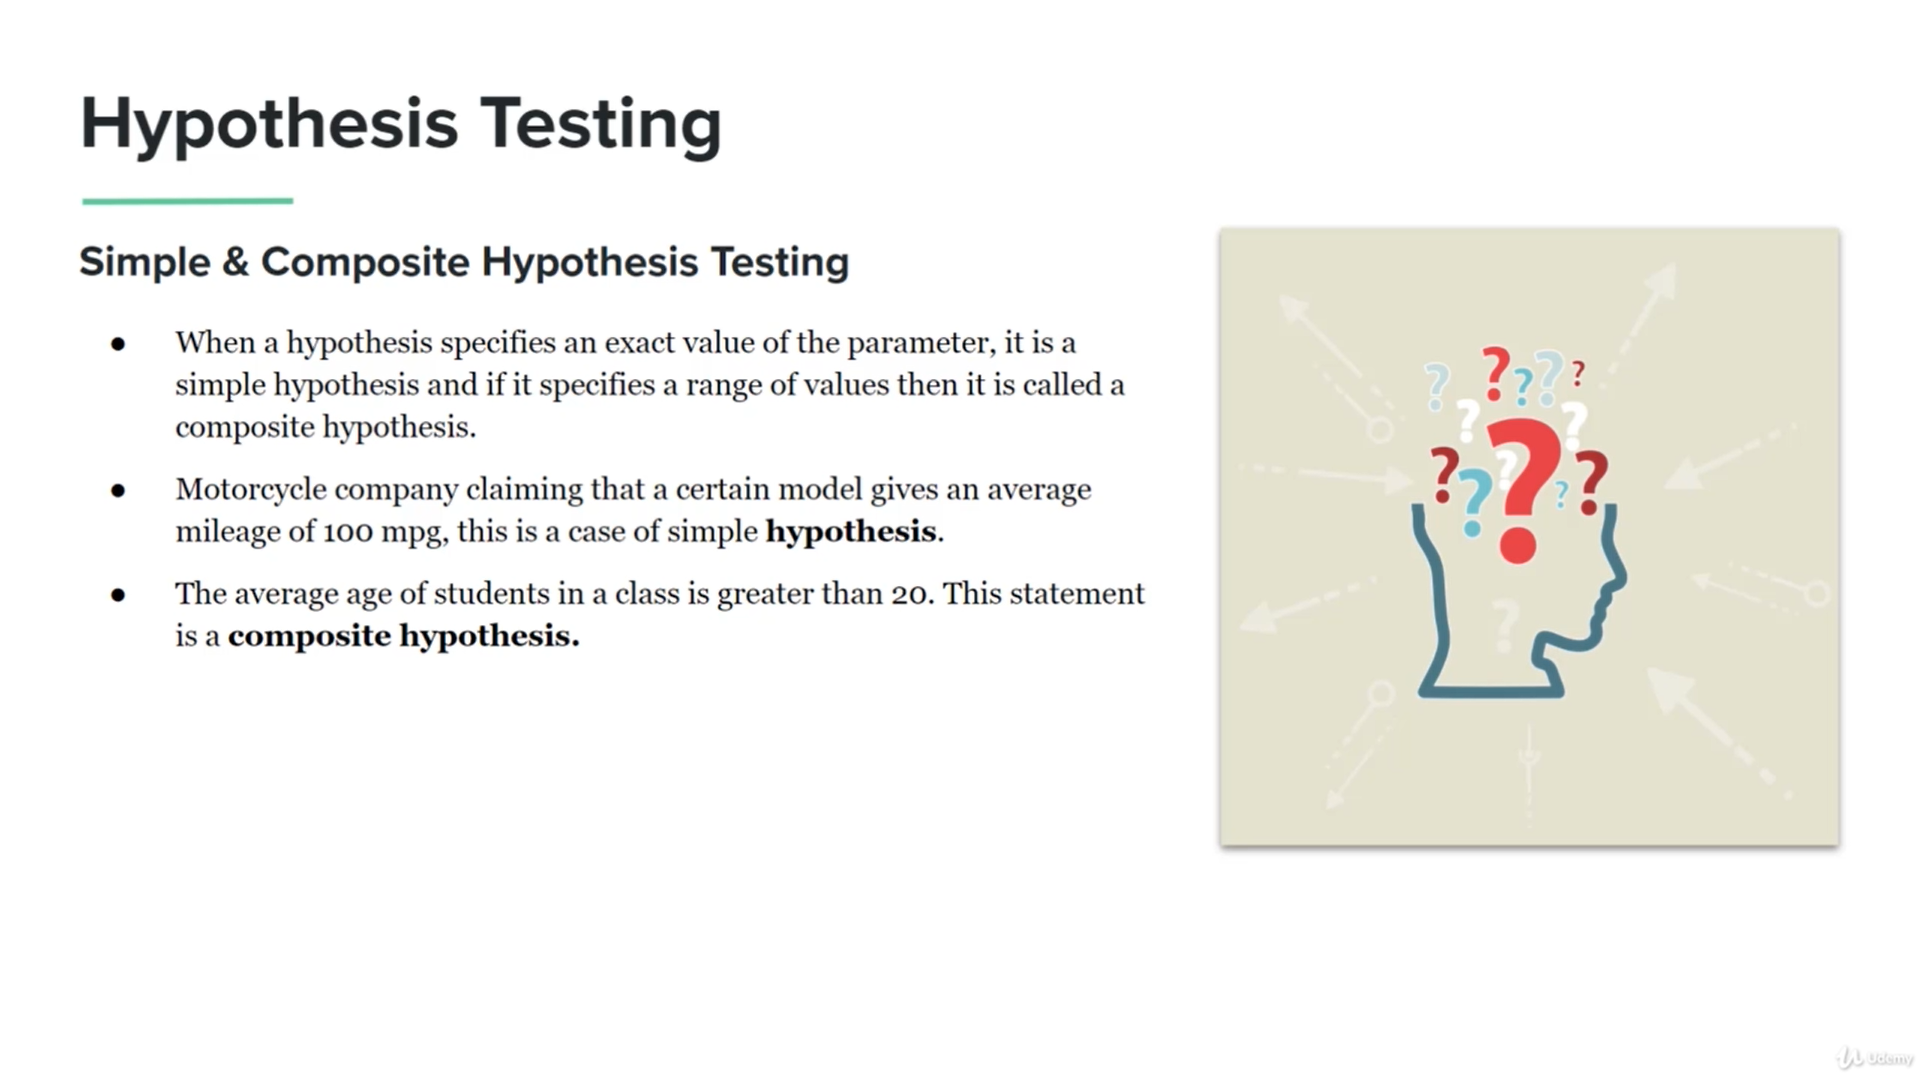 Hypothesis Testing
Simple & Composite Hypothesis Testing
● When a hypothesis specifies an exact value of the parameter, it is a
simple hypothesis and if it specifies a range of values then it is called a
composite hypothesis.
● Motorcycle company claiming that a certain model gives an average
mileage of 100 mpg, this is a case of simple hypothesis.
● The average age of students in a class is greater than 20. This statement
is a composite hypothesis.
? ? ? ? ?
? ?
? ? ? ? ? ?
?
Udemy